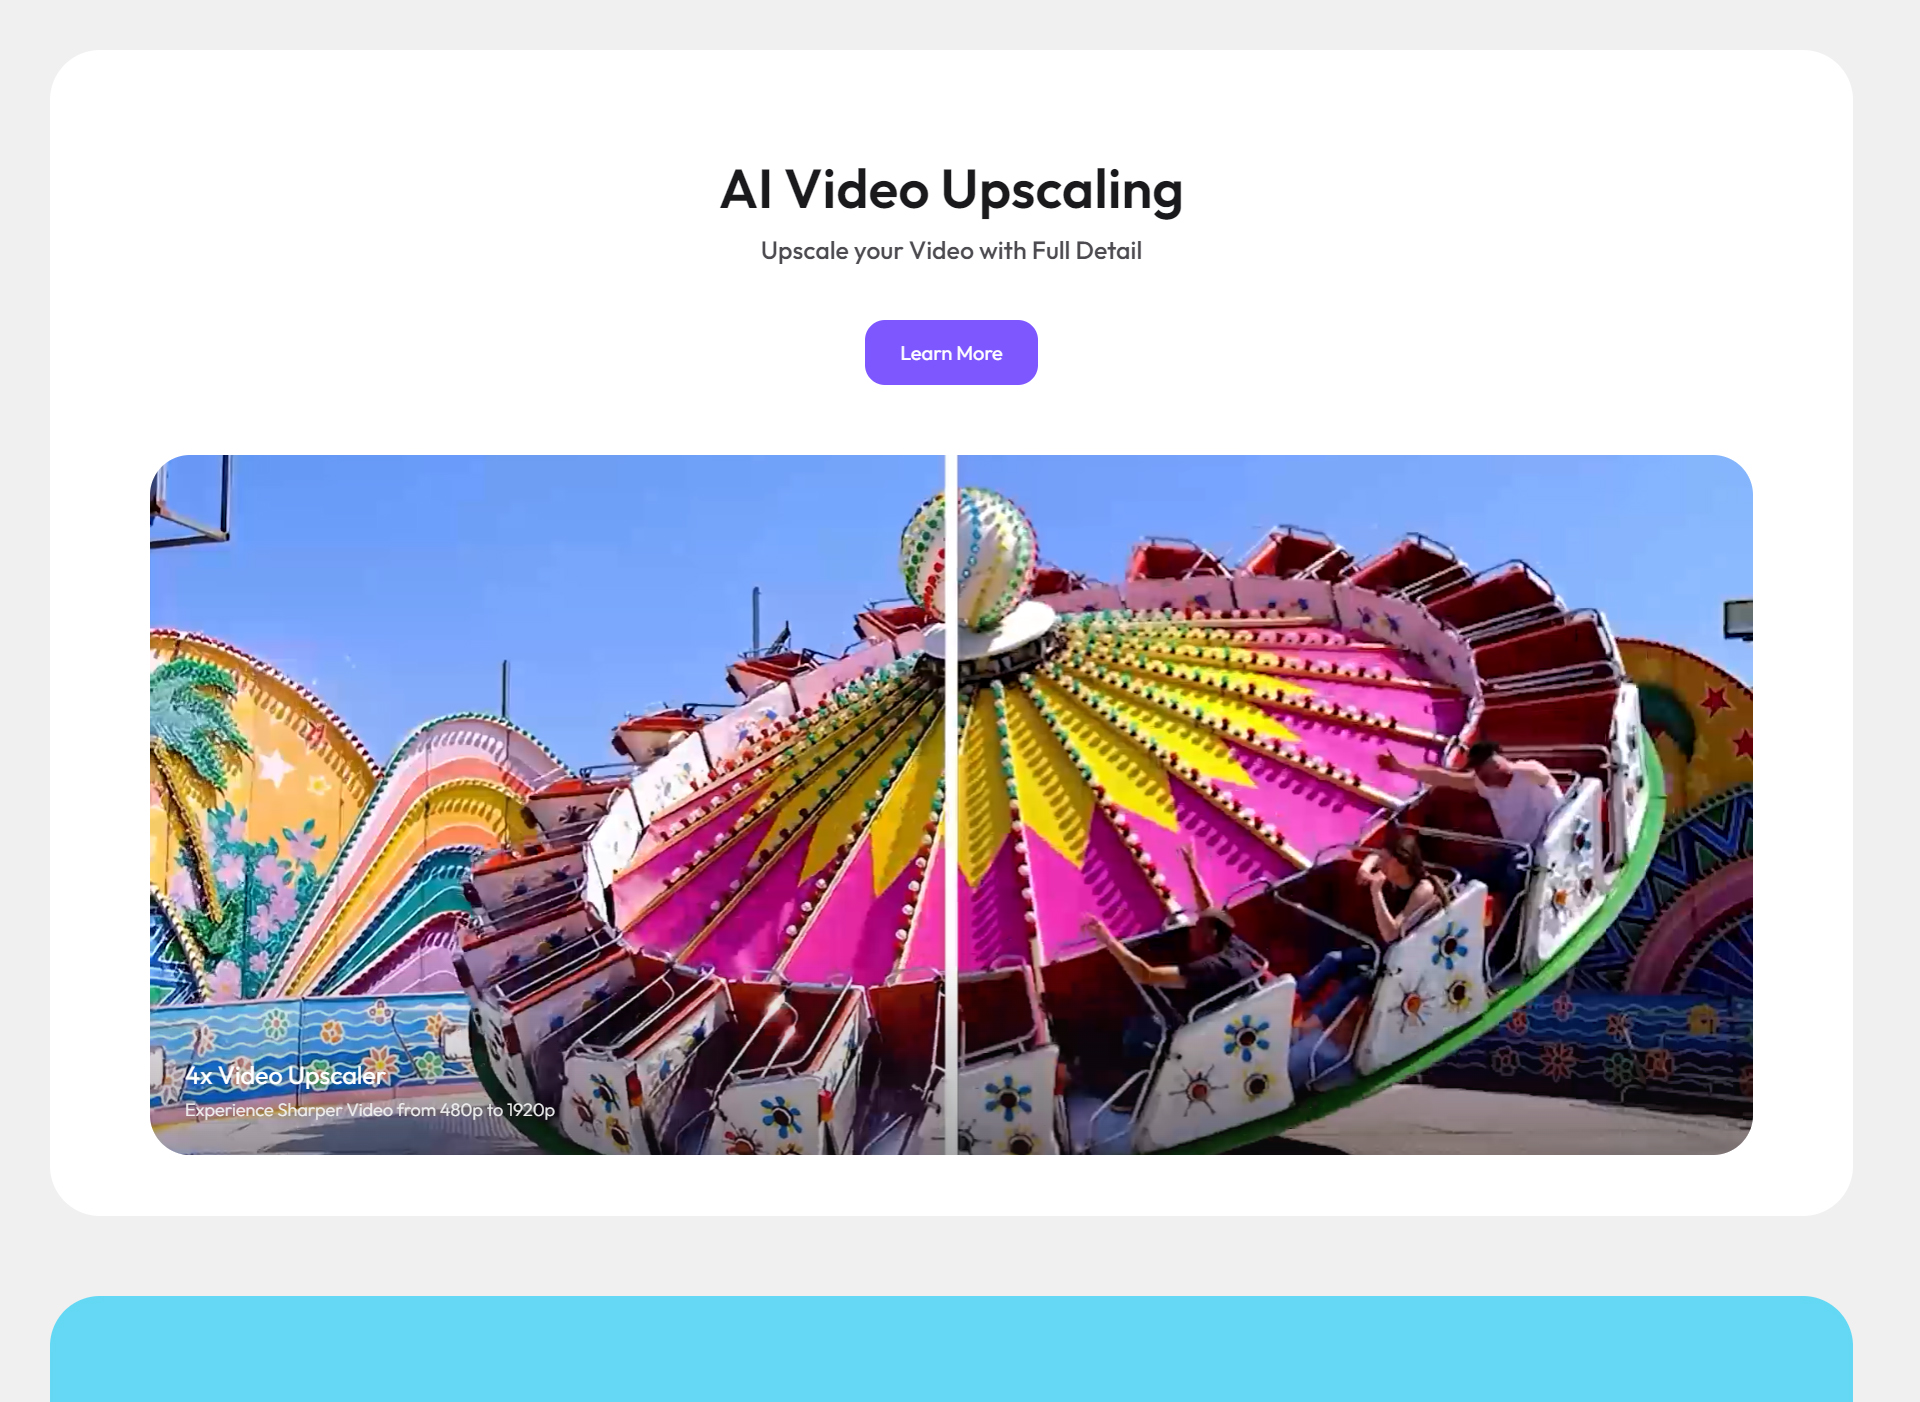 AI Video Upscaling
Upscale your Video with Full Detail
Learn More
4x Video Upscaler
Experience Sharper Video from 480p to 1920p